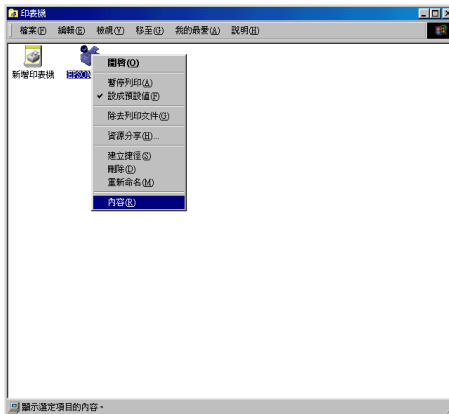 印表機
檔案(F) 編輯(E) 檢視(V) 移至(G) 我的最愛(A) 說明(H)
新增印表機
EPSON
開啓(O)
暫停列印(A)
✔ 設成預設值(F)
除去列印文件(G)
資源分享(H)...
建立捷徑(S)
刪除(D)
重新命名(M)
內容(R)
顯示選定項目的內容。